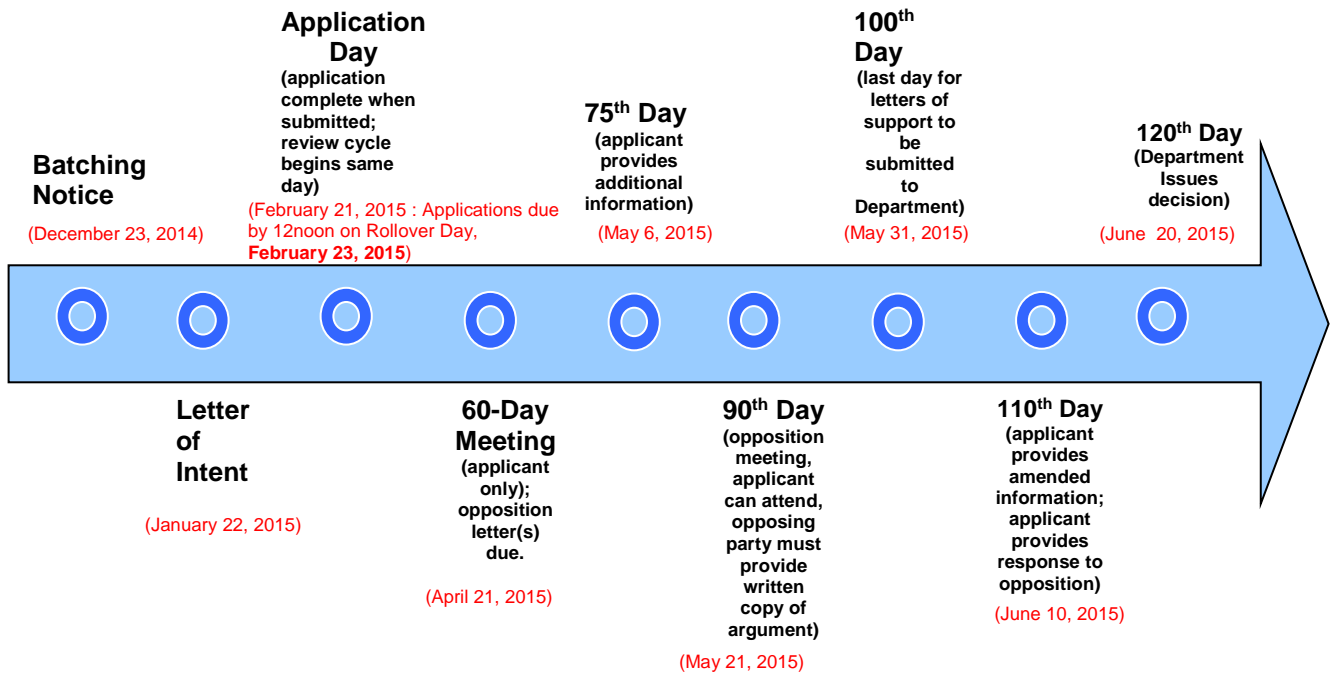 Batching
Notice
(December 23, 2014)
Letter
of
Intent
(January 22, 2015)
Application
Day
(application
complete when
submitted;
review cycle
begins same
day)
(February 21, 2015 : Applications due
by 12noon on Rollover Day,
February 23, 2015)
60-Day
Meeting
(applicant
only);
opposition
letter(s)
due.
(April 21, 2015)
75th Day
(applicant
provides
additional
information)
(May 6, 2015)
90th Day
(opposition
meeting,
applicant
can attend,
opposing
party must
provide
written
copy of
argument)
(May 21, 2015)
100th
Day
(last day for
letters of
support to
be
submitted
to
Department)
(May 31, 2015)
110th Day
(applicant
provides
amended
information;
applicant
provides
response to
opposition)
(June 10, 2015)
120th Day
(Department
Issues
decision)
(June 20, 2015)